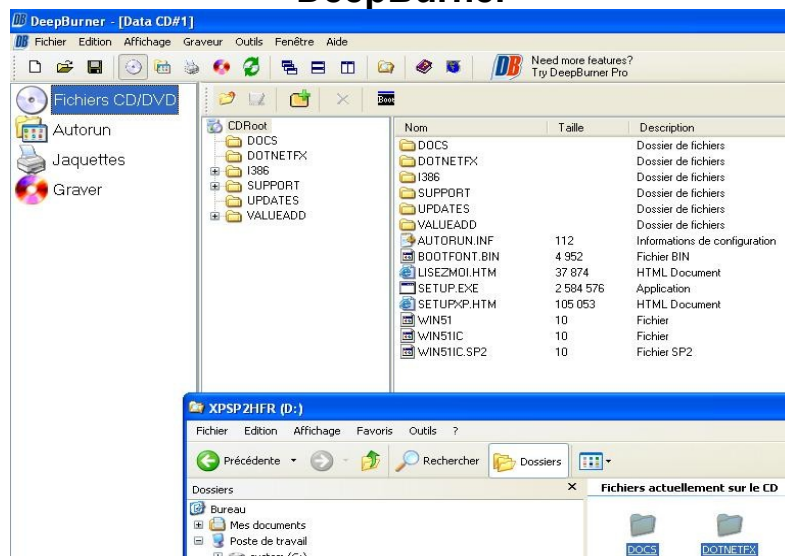 DeepBurner
DeepBurner - [Data CD#1]
Fichier Edition Affichage Graveur Outils Fenêtre Aide
Need more features?
Try DeepBurner Pro
Fichiers CD/DVD
Autorun
Jaquettes
Graver
Boot
CDRoot
DOCS
DOTNETFX
I386
SUPPORT
UPDATES
VALUEADD
Nom Taille Description
DOCS Dossier de fichiers
DOTNETFX Dossier de fichiers
I386 Dossier de fichiers
SUPPORT Dossier de fichiers
UPDATES Dossier de fichiers
VALUEADD Dossier de fichiers
AUTORUN.INF 112 Informations de configuration
BOOTFONT.BIN 4 952 Fichier BIN
LISEZMOI.HTM 37 874 HTML Document
SETUP.EXE 2 584 576 Application
SETUPXP.HTM 105 053 HTML Document
WIN51 10 Fichier
WIN51IC 10 Fichier
WIN51IC.SP2 10 Fichier SP2
XPSP2HFR (D:)
Fichier Edition Affichage Favoris Outils ?
Précédente Rechercher Dossiers
Dossiers
Bureau
Mes documents
Poste de travail
system (C:)
Fichiers actuellement sur le CD
DOCS DOTNETFX